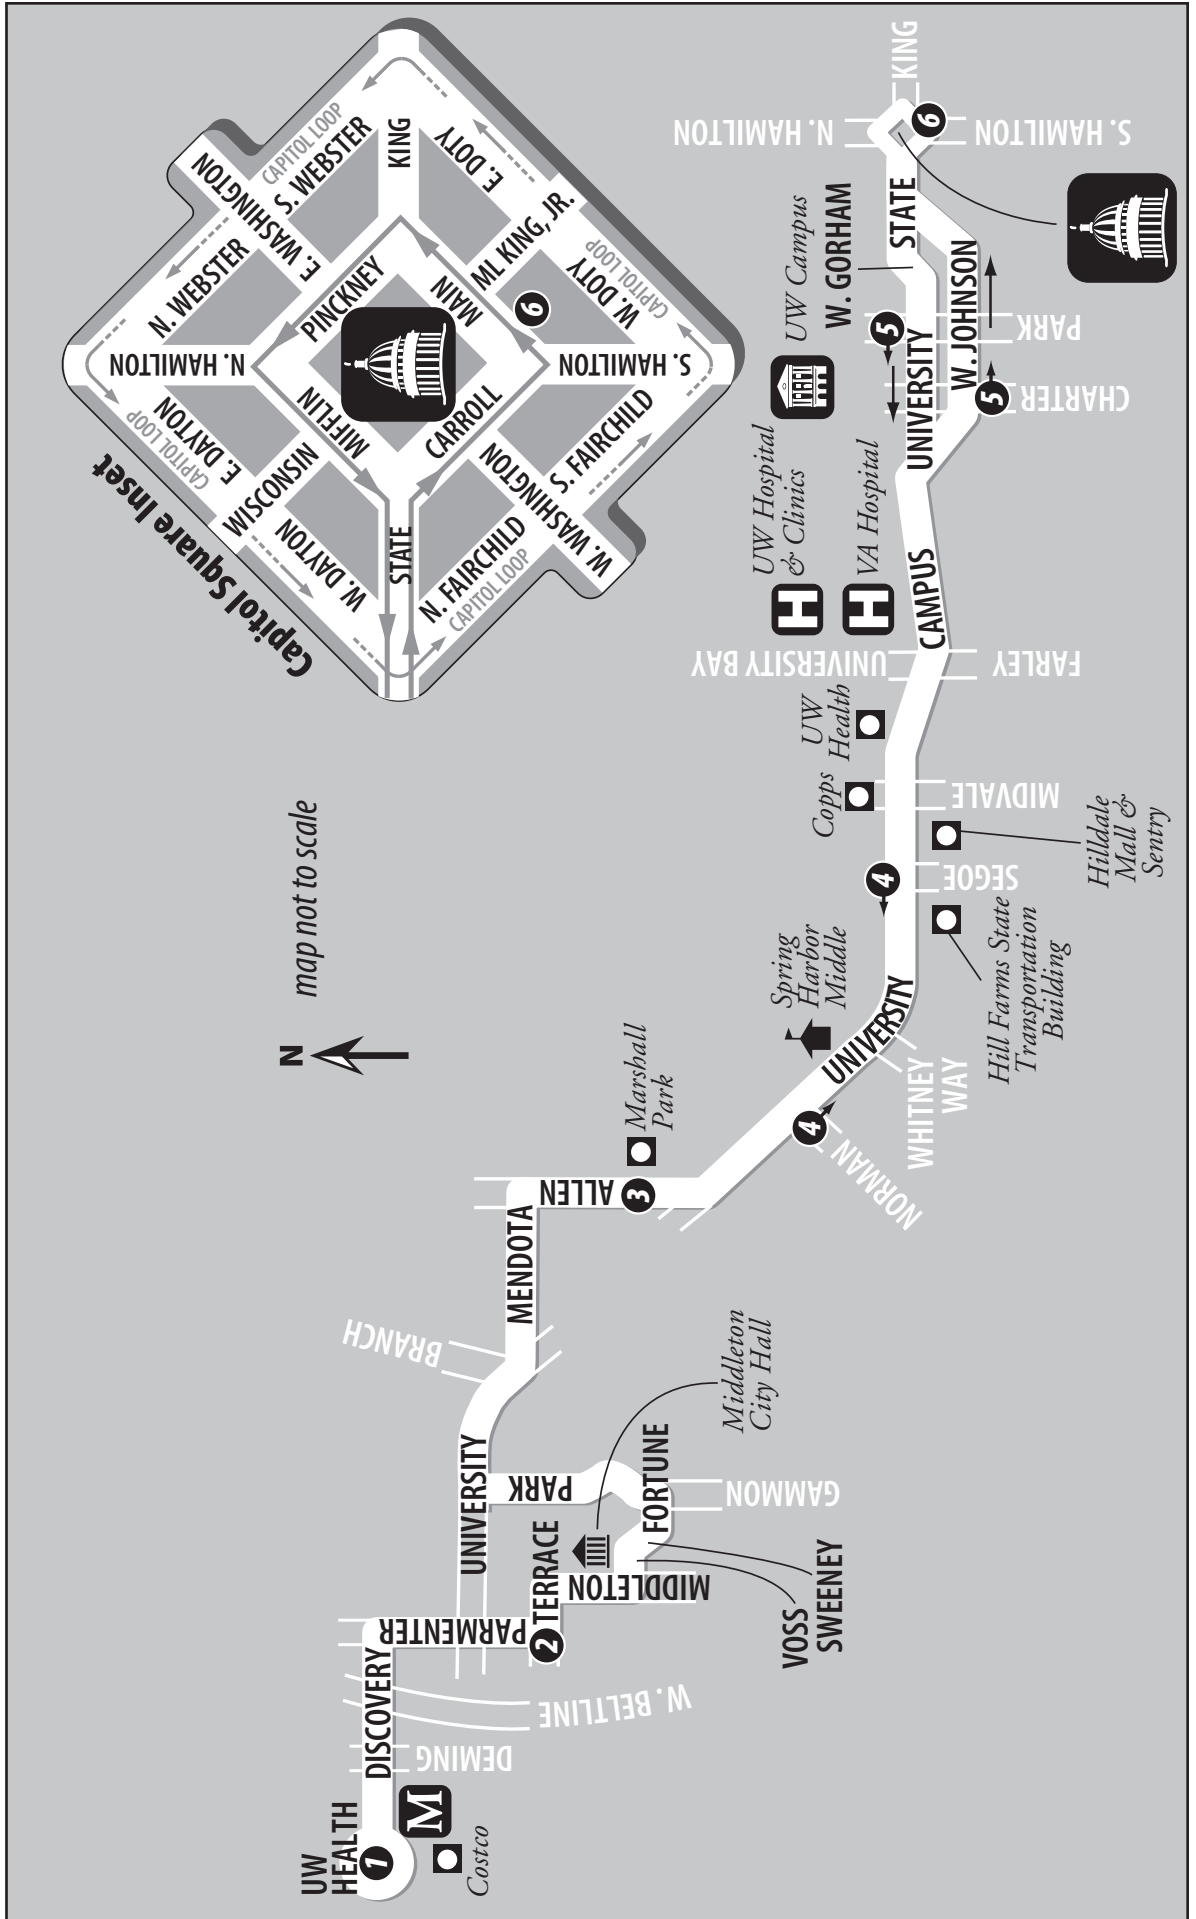 Capitol Square Inset
CAPITOL LOOP
CAPITOL LOOP
CAPITOL LOOP
CAPITOL LOOP
N. WEBSTER
S. WEBSTER
E. WASHINGTON
KING
E. DOTY
ML KING, JR.
W. DOTY
PINCKNEY
MAIN
6
N. HAMILTON
S. HAMILTON
MIFFLIN
CARROLL
E. DAYTON
WISCONSIN
W. DAYTON
STATE
N. FAIRCHILD
S. FAIRCHILD
W. WASHINGTON
N
map not to scale
UW
HEALTH
1
M
Costco
DISCOVERY
DEMING
W. BELTLINE
PARMENTER
2
TERRACE
MIDDLETON
VOSS
SWEENEY
FORTUNE
GAMMON
PARK
Middleton
City Hall
UNIVERSITY
BRANCH
MENDOTA
ALLEN
3
Marshall
Park
4
NORMAN
WHITNEY
WAY
UNIVERSITY
Spring
Harbor
Middle
4
SEGOE
Hill Farms State
Transportation
Building
Hilldale
Mall &
Sentry
MIDVALE
Copps
UW
Health
UNIVERSITY BAY
FARLEY
H
UW Hospital
& Clinics
H
VA Hospital
CAMPUS
UNIVERSITY
UW Campus
5
5
CHARTER
PARK
W. JOHNSON
W. GORHAM
STATE
N. HAMILTON
S. HAMILTON
KING
6